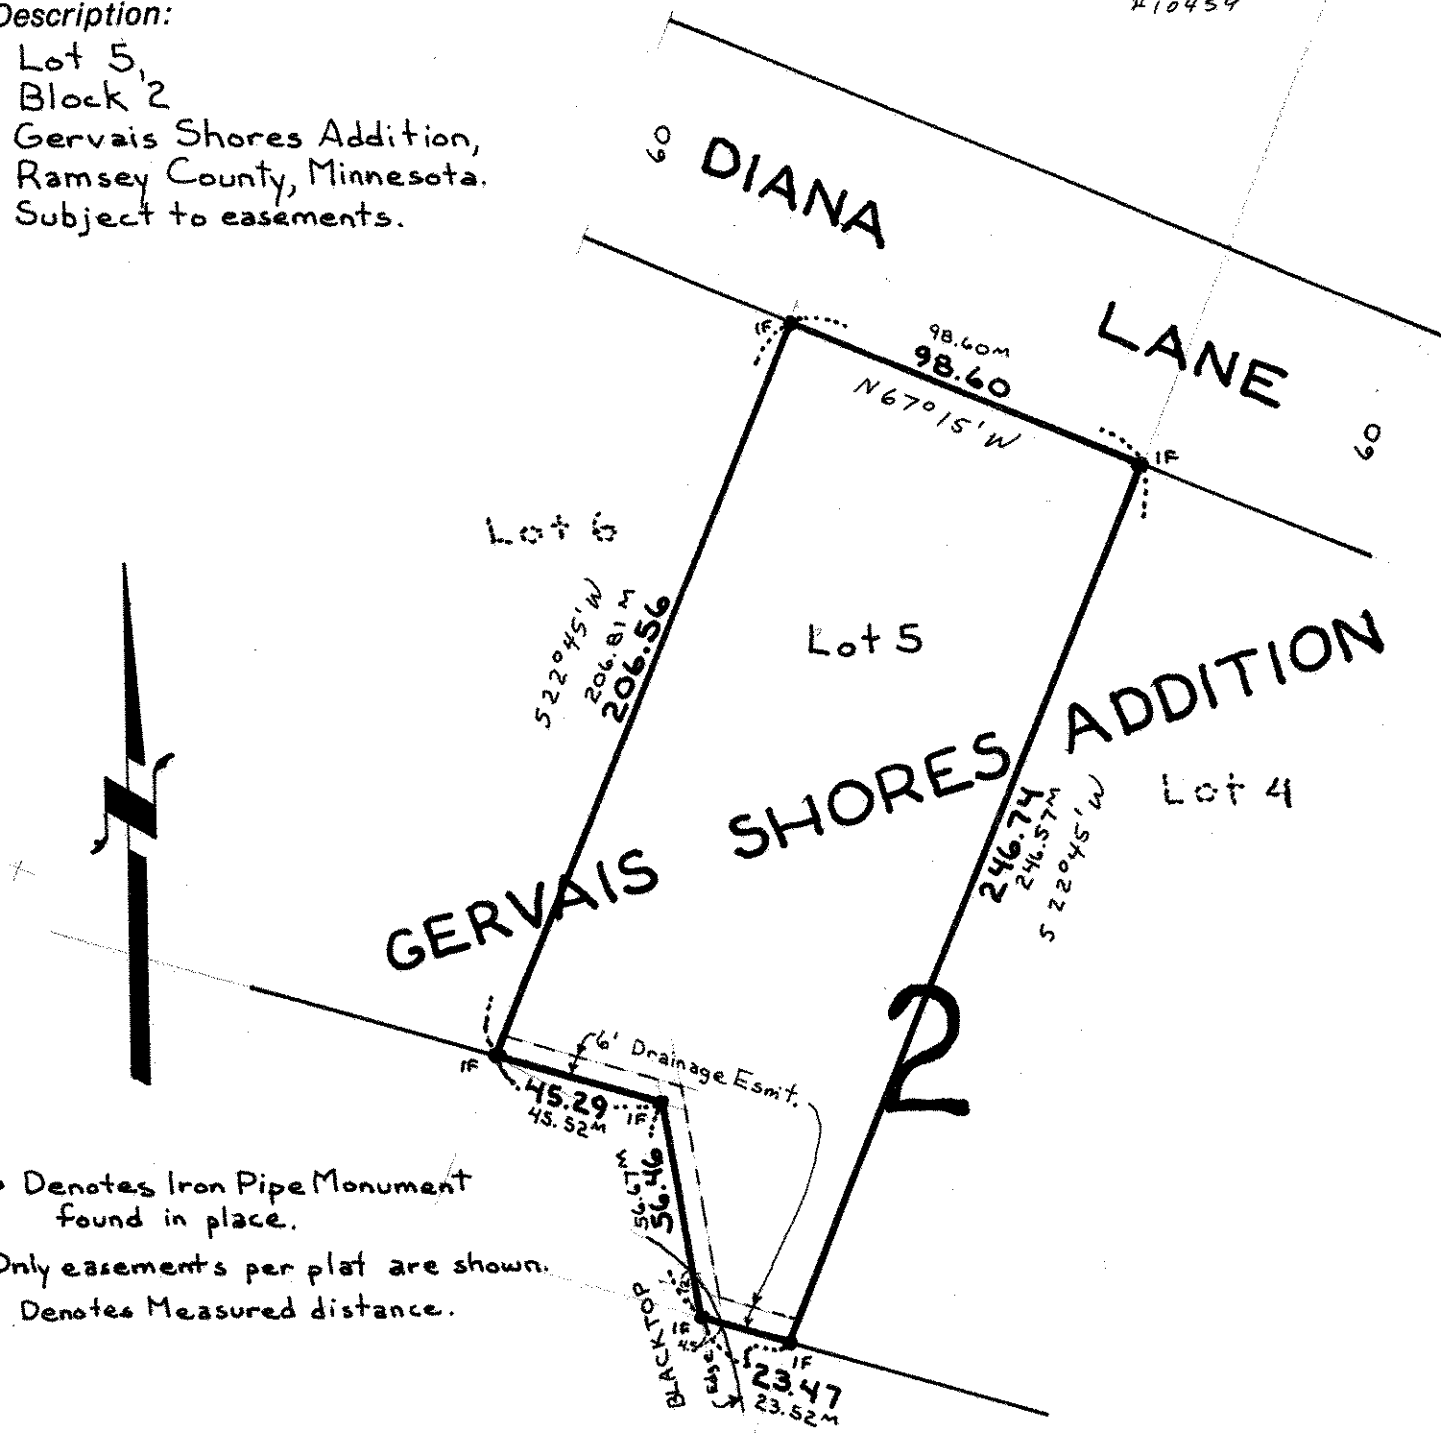 Description:
#10459
Lot 5,
Block 2
Gervais Shores Addition,
Ramsey County, Minnesota.
Subject to easements.
60
DIANA LANE
60
IF
98.60M
98.60
N67°15'W
IF
Lot 6
S22°45'W
206.81M
206.56
Lot 5
GERVAIS SHORES ADDITION
Lot 4
246.74
246.57M
S22°45'W
2
IF
6' Drainage Esmt.
45.29
45.52M
IF
56.67M
56.46
Denotes Iron Pipe Monument
found in place.
Only easements per plat are shown.
Denotes Measured distance.
BLACKTOP
Edge
IF
4.5
IF
23.47
23.52M